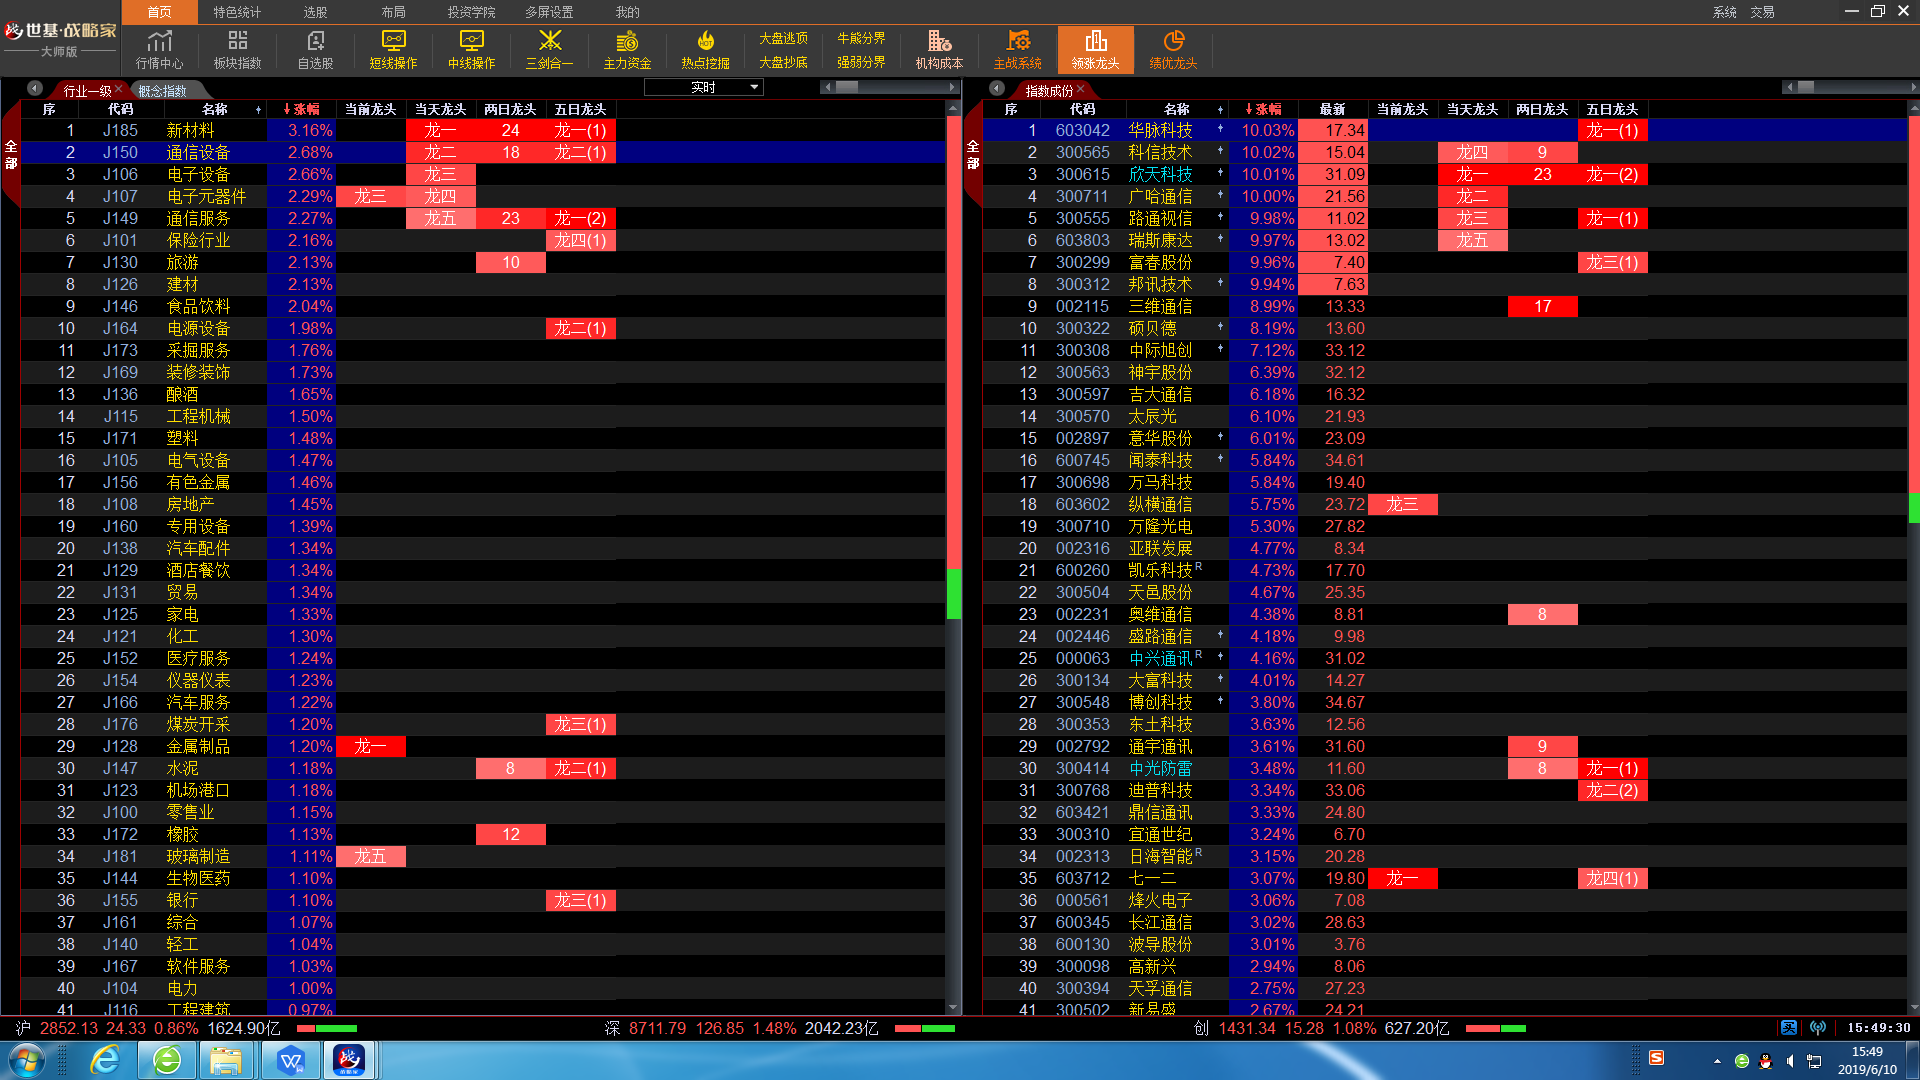 首页 特色统计 选股 布局 投资学院 多屏设置 我的 系统 交易
世基·战略家
大师版
行情中心 板块指数 自选股 短线操作 中线操作 三剑合一 主力资金 热点挖掘 大盘逃顶 牛熊分界 机构成本 主战系统 领涨龙头 绩优龙头
大盘抄底 强弱分界
行业一级 概念指数 实时
序 代码 名称 涨幅 当前龙头 当天龙头 两日龙头 五日龙头
全部
1 J185 新材料 3.16% 龙一 24 龙一(1)
2 J150 通信设备 2.68% 龙二 18 龙二(1)
3 J106 电子设备 2.66% 龙三
4 J107 电子元器件 2.29% 龙三 龙四
5 J149 通信服务 2.27% 龙五 23 龙一(2)
6 J101 保险行业 2.16% 龙四(1)
7 J130 旅游 2.13% 10
8 J126 建材 2.13%
9 J146 食品饮料 2.04%
10 J164 电源设备 1.98% 龙二(1)
11 J173 采掘服务 1.76%
12 J169 装修装饰 1.73%
13 J136 酿酒 1.65%
14 J115 工程机械 1.50%
15 J171 塑料 1.48%
16 J105 电气设备 1.47%
17 J156 有色金属 1.46%
18 J108 房地产 1.45%
19 J160 专用设备 1.39%
20 J138 汽车配件 1.34%
21 J129 酒店餐饮 1.34%
22 J131 贸易 1.34%
23 J125 家电 1.33%
24 J121 化工 1.30%
25 J152 医疗服务 1.24%
26 J154 仪器仪表 1.23%
27 J166 汽车服务 1.22%
28 J176 煤炭开采 1.20% 龙三(1)
29 J128 金属制品 1.20% 龙一
30 J147 水泥 1.18% 8 龙二(1)
31 J123 机场港口 1.18%
32 J100 零售业 1.15%
33 J172 橡胶 1.13% 12
34 J181 玻璃制造 1.11% 龙五
35 J144 生物医药 1.10%
36 J155 银行 1.10% 龙三(1)
37 J161 综合 1.07%
38 J140 轻工 1.04%
39 J167 软件服务 1.03%
40 J104 电力 1.00%
41 J116 工程建筑 0.97%
指数成份
序 代码 名称 涨幅 最新 当前龙头 当天龙头 两日龙头 五日龙头
全部
1 603042 华脉科技 10.03% 17.34 龙一(1)
2 300565 科信技术 10.02% 15.04 龙四 9
3 300615 欣天科技 10.01% 31.09 龙一 23 龙一(2)
4 300711 广哈通信 10.00% 21.56 龙二
5 300555 路通视信 9.98% 11.02 龙三 龙一(1)
6 603803 瑞斯康达 9.97% 13.02 龙五
7 300299 富春股份 9.96% 7.40 龙三(1)
8 300312 邦讯技术 9.94% 7.63
9 002115 三维通信 8.99% 13.33 17
10 300322 硕贝德 8.19% 13.60
11 300308 中际旭创 7.12% 33.12
12 300563 神宇股份 6.39% 32.12
13 300597 吉大通信 6.18% 16.32
14 300570 太辰光 6.10% 21.93
15 002897 意华股份 6.01% 23.09
16 600745 闻泰科技 5.84% 34.61
17 300698 万马科技 5.84% 19.40
18 603602 纵横通信 5.75% 23.72 龙三
19 300710 万隆光电 5.30% 27.82
20 002316 亚联发展 4.77% 8.34
21 600260 凯乐科技R 4.73% 17.70
22 300504 天邑股份 4.67% 25.35
23 002231 奥维通信 4.38% 8.81 8
24 002446 盛路通信 4.18% 9.98
25 000063 中兴通讯R 4.16% 31.02
26 300134 大富科技 4.01% 14.27
27 300548 博创科技 3.80% 34.67
28 300353 东土科技 3.63% 12.56
29 002792 通宇通讯 3.61% 31.60 9
30 300414 中光防雷 3.48% 11.60 8 龙一(1)
31 300768 迪普科技 3.34% 33.06 龙二(2)
32 603421 鼎信通讯 3.33% 24.80
33 300310 宜通世纪 3.24% 6.70
34 002313 日海智能R 3.15% 20.28
35 603712 七一二 3.07% 19.80 龙一 龙四(1)
36 000561 烽火电子 3.06% 7.08
37 600345 长江通信 3.02% 28.63
38 600130 波导股份 3.01% 3.76
39 300098 高新兴 2.94% 8.06
40 300394 天孚通信 2.75% 27.23
41 300502 新易盛 2.67% 24.21
沪 2852.13 24.33 0.86% 1624.90亿 深 8711.79 126.85 1.48% 2042.23亿 创 1431.34 15.28 1.08% 627.20亿 买 15:49:30
15:49
2019/6/10